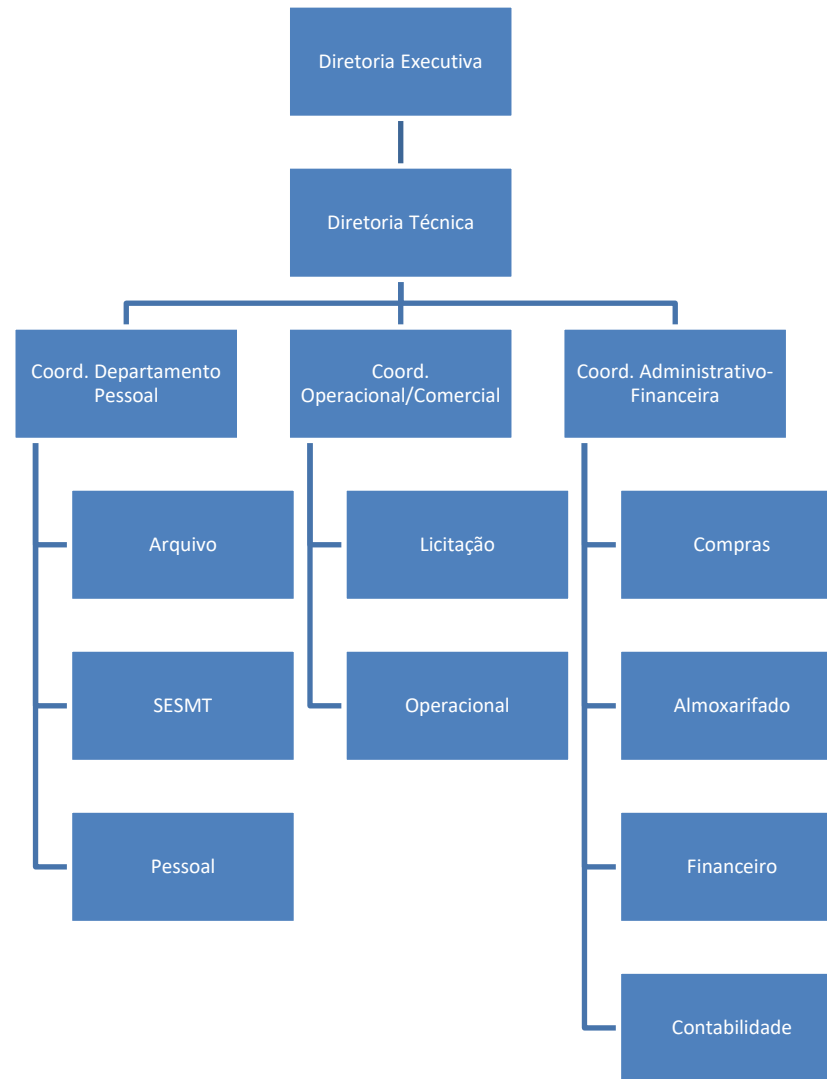 Diretoria Executiva
Diretoria Técnica
Coord. Departamento
Pessoal
Coord.
Operacional/Comercial
Coord. Administrativo-
Financeira
Arquivo
Licitação
Compras
SESMT
Operacional
Almoxarifado
Pessoal
Financeiro
Contabilidade